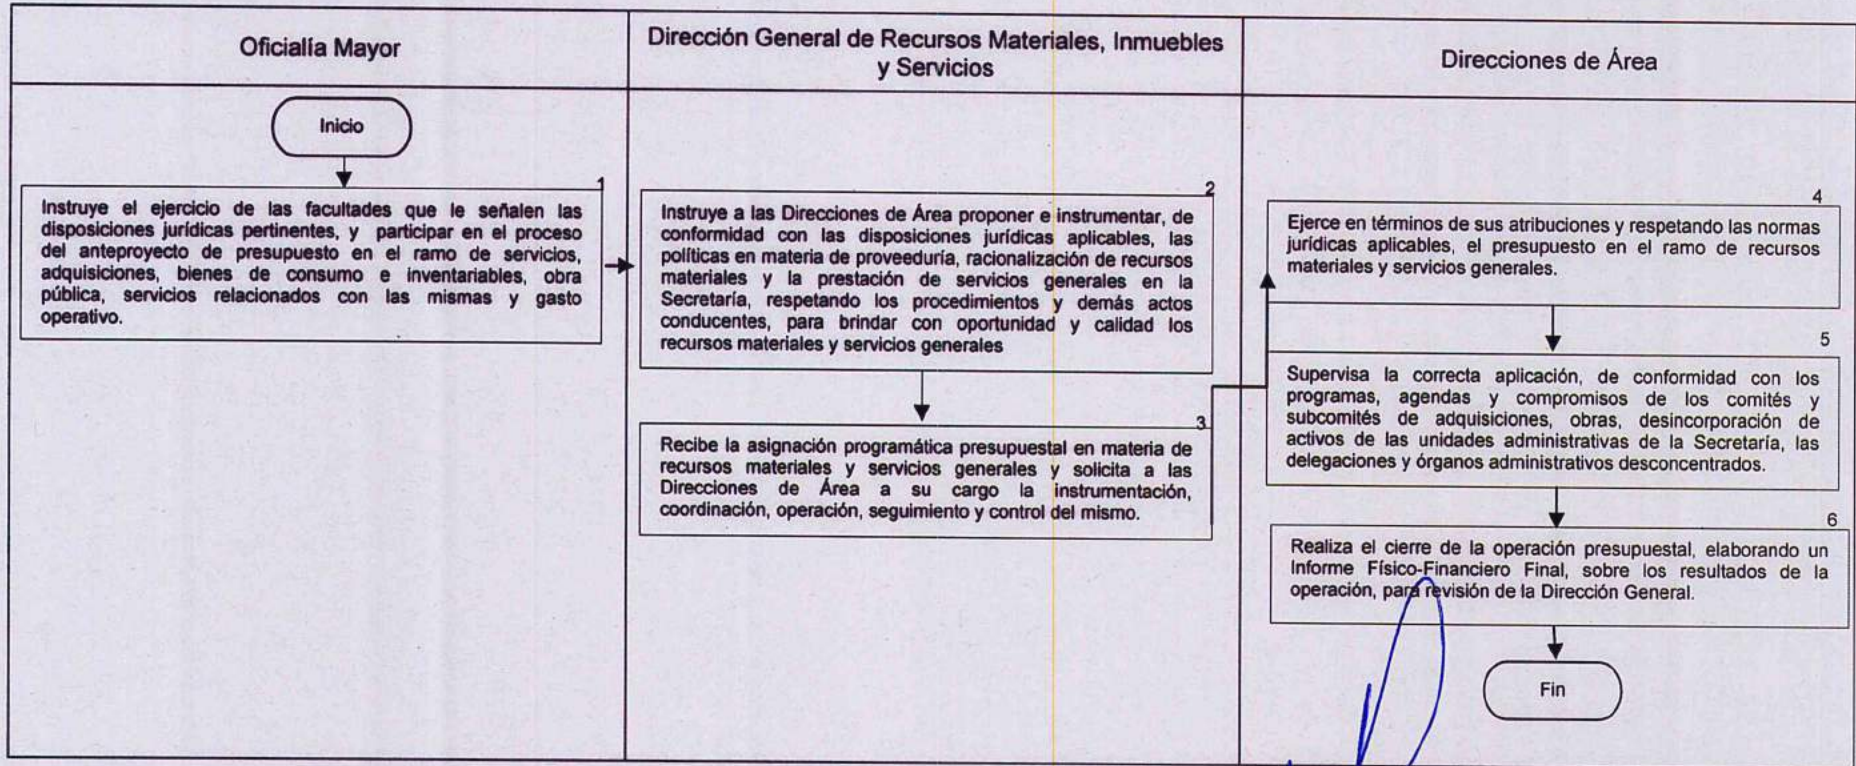 Oficialía Mayor
Dirección General de Recursos Materiales, Inmuebles
y Servicios
Direcciones de Área
Inicio
1
Instruye el ejercicio de las facultades que le señalen las
disposiciones jurídicas pertinentes, y participar en el proceso
del anteproyecto de presupuesto en el ramo de servicios,
adquisiciones, bienes de consumo e inventariables, obra
pública, servicios relacionados con las mismas y gasto
operativo.
2
Instruye a las Direcciones de Área proponer e instrumentar, de
conformidad con las disposiciones jurídicas aplicables, las
políticas en materia de proveeduría, racionalización de recursos
materiales y la prestación de servicios generales en la
Secretaría, respetando los procedimientos y demás actos
conducentes, para brindar con oportunidad y calidad los
recursos materiales y servicios generales
3
Recibe la asignación programática presupuestal en materia de
recursos materiales y servicios generales y solicita a las
Direcciones de Área a su cargo la instrumentación,
coordinación, operación, seguimiento y control del mismo.
4
Ejerce en términos de sus atribuciones y respetando las normas
jurídicas aplicables, el presupuesto en el ramo de recursos
materiales y servicios generales.
5
Supervisa la correcta aplicación, de conformidad con los
programas, agendas y compromisos de los comités y
subcomités de adquisiciones, obras, desincorporación de
activos de las unidades administrativas de la Secretaría, las
delegaciones y órganos administrativos desconcentrados.
6
Realiza el cierre de la operación presupuestal, elaborando un
Informe Físico-Financiero Final, sobre los resultados de la
operación, para revisión de la Dirección General.
Fin